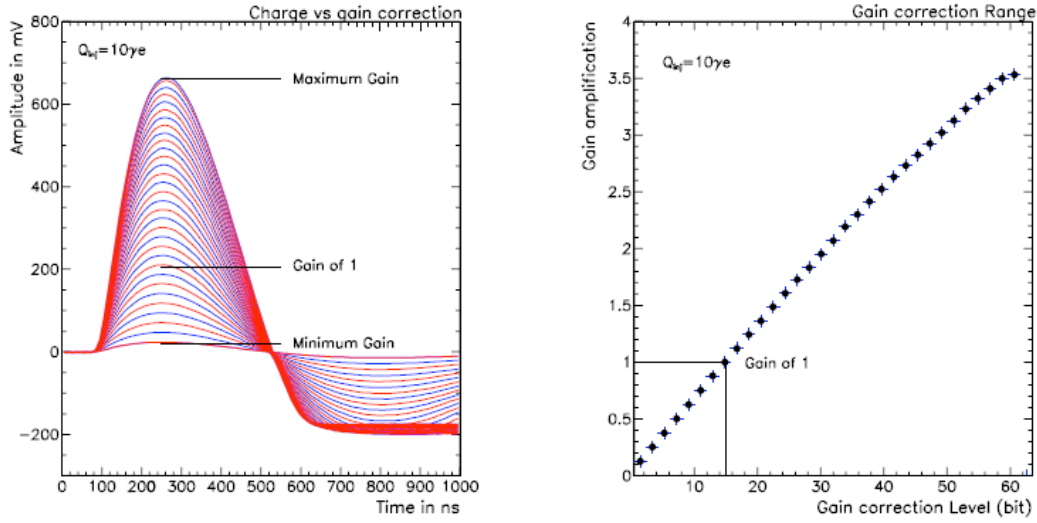 Charge vs gain correction
Amplitude in mV
800
600
400
200
0
-200
Qinj=10γe
Maximum Gain
Gain of 1
Minimum Gain
0 100 200 300 400 500 600 700 800 900 1000
Time in ns
Gain correction Range
Gain amplification
4
3.5
3
2.5
2
1.5
1
0.5
0
Qinj=10γe
Gain of 1
10 20 30 40 50 60
Gain correction Level (bit)